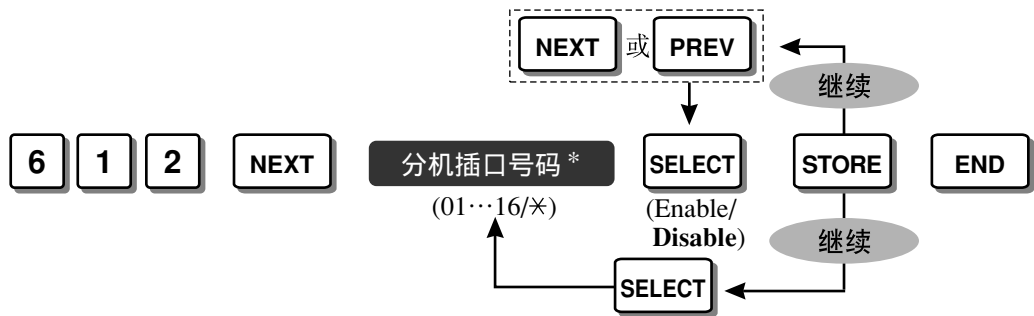 NEXT 或 PREV
继续
6 1 2 NEXT 分机插口号码* SELECT STORE END
(01…16/✳) (Enable/
Disable)
继续
SELECT